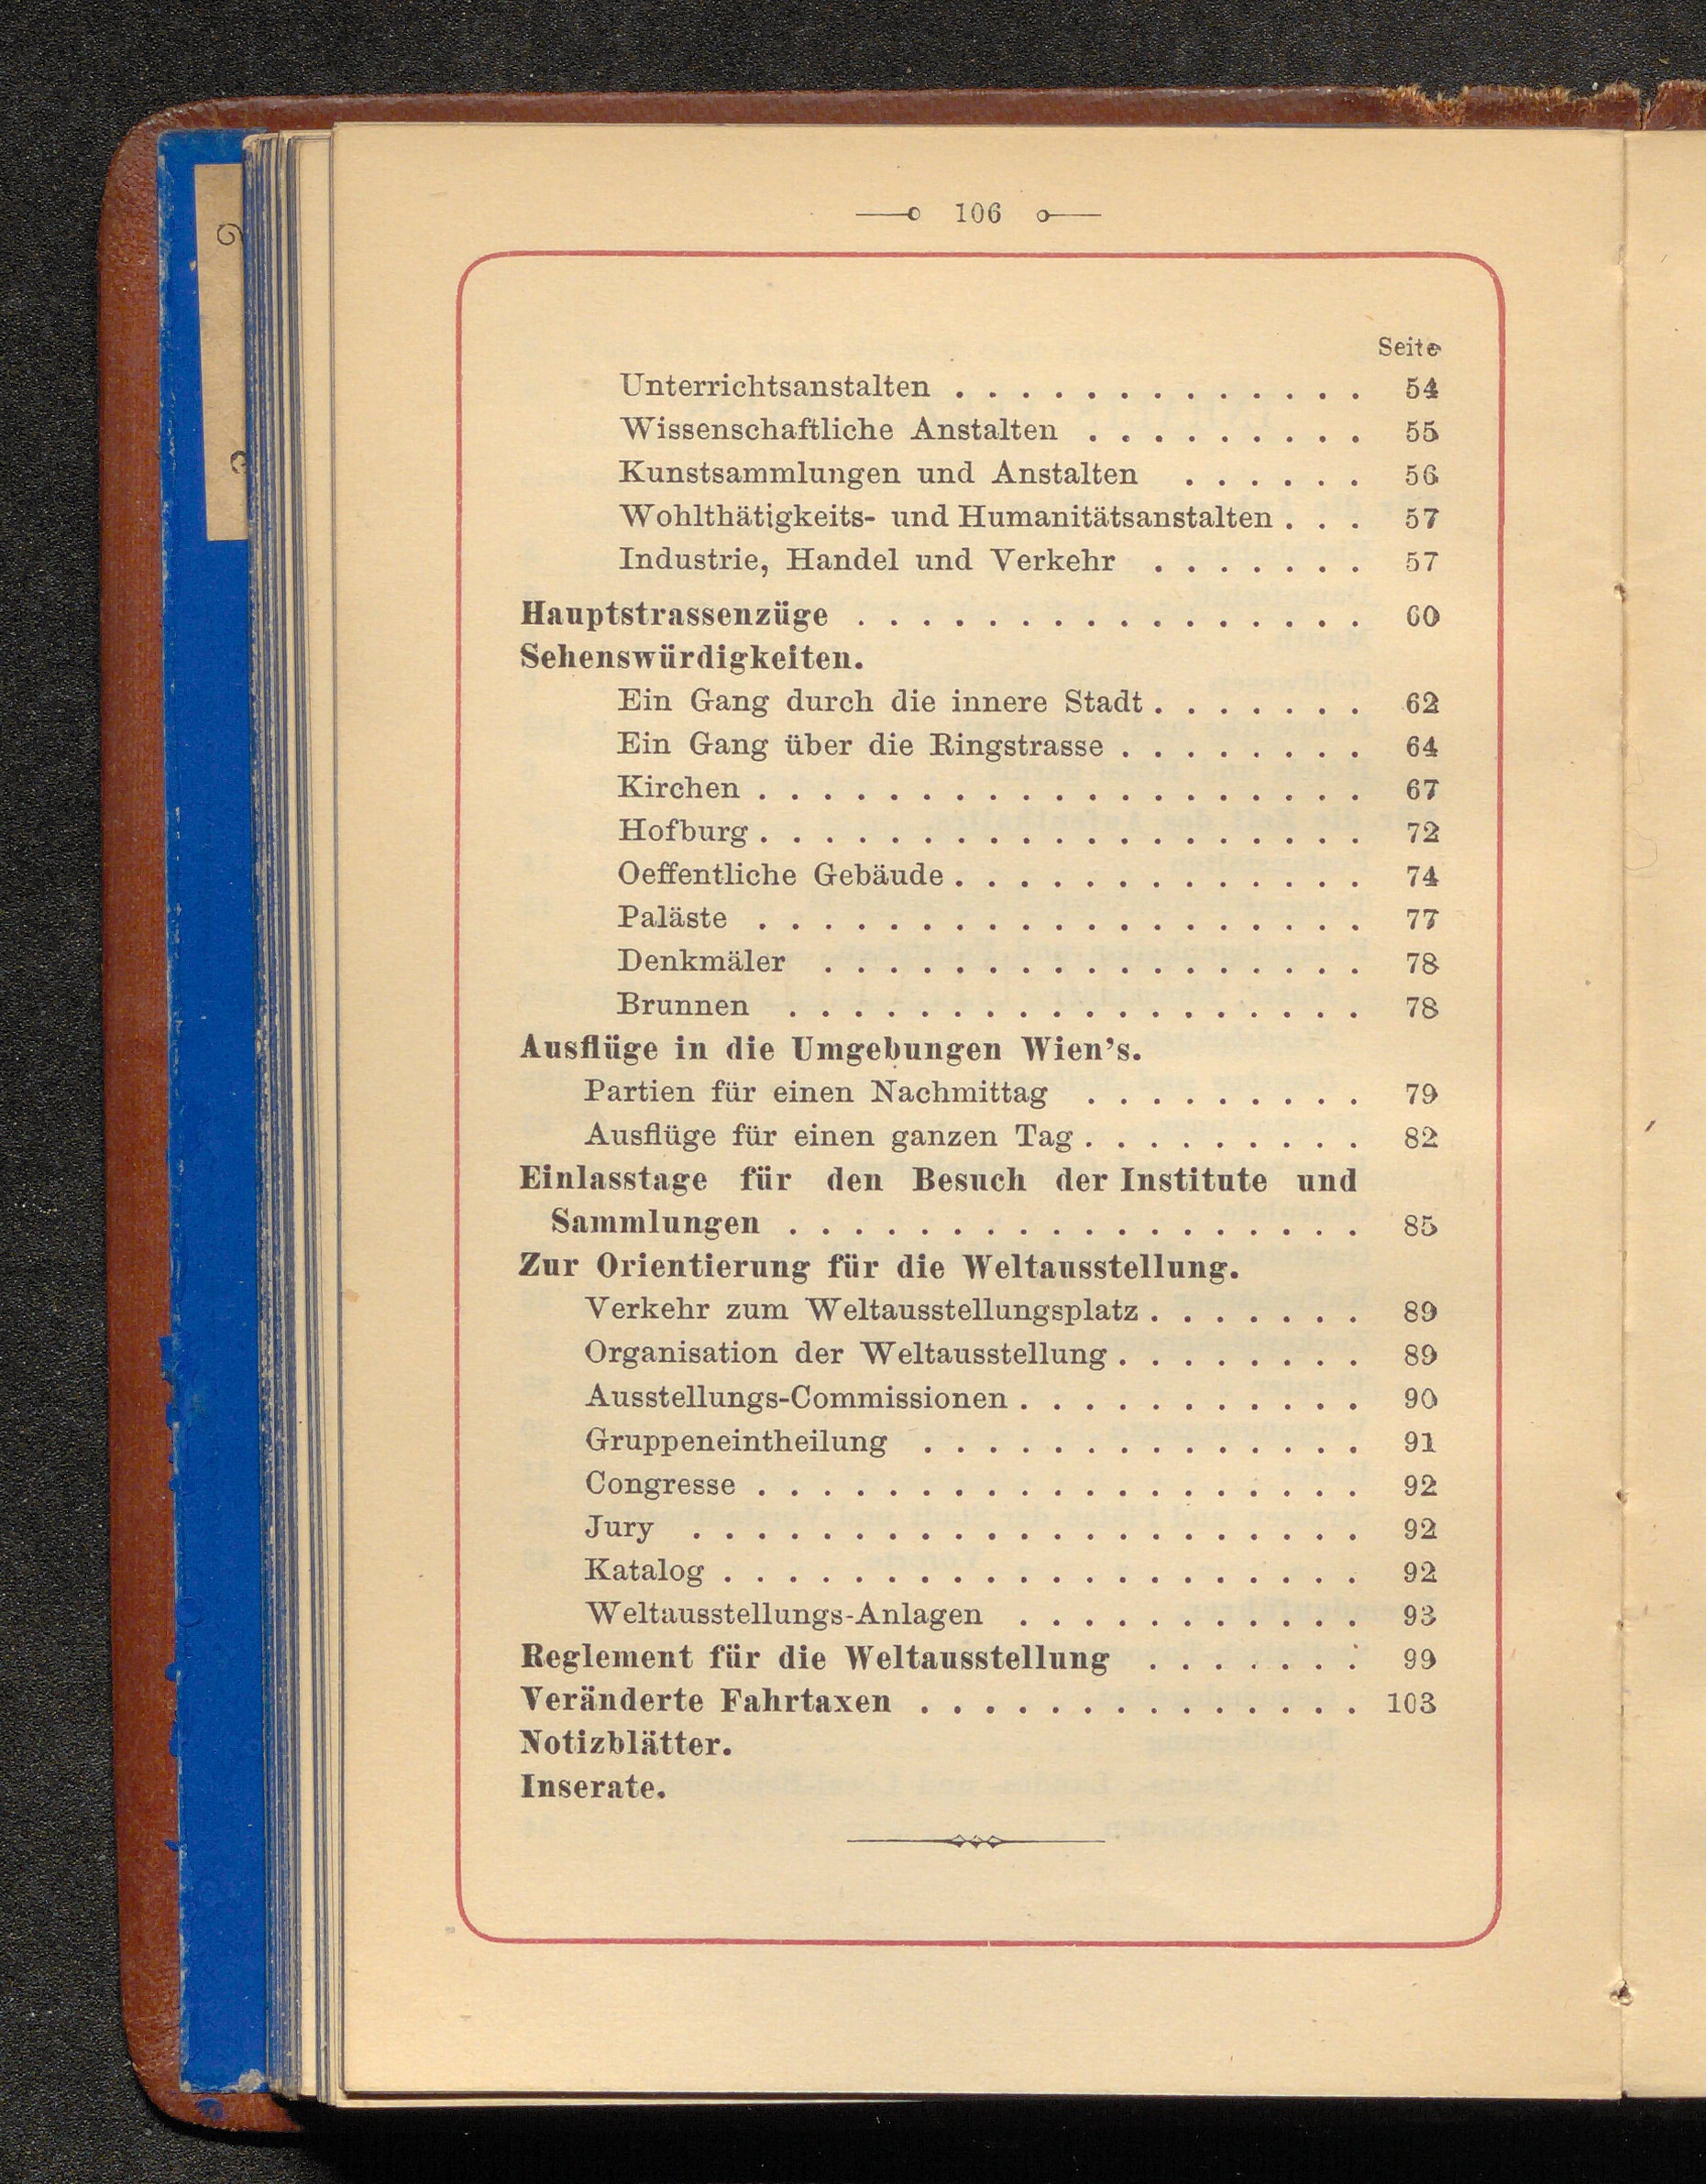 106
Seite
Unterrichtsanstalten . . . . . . . . . . . . . 54
Wissenschaftliche Anstalten . . . . . . . . . 55
Kunstsammlungen und Anstalten . . . . . . 56
Wohlthätigkeits- und Humanitätsanstalten . . . 57
Industrie, Handel und Verkehr . . . . . . . 57
Hauptstrassenzüge . . . . . . . . . . . . . . . . 60
Sehenswürdigkeiten.
Ein Gang durch die innere Stadt . . . . . . . 62
Ein Gang über die Ringstrasse . . . . . . . . 64
Kirchen . . . . . . . . . . . . . . . . . . . 67
Hofburg . . . . . . . . . . . . . . . . . . . 72
Oeffentliche Gebäude . . . . . . . . . . . . . 74
Paläste . . . . . . . . . . . . . . . . . . . 77
Denkmäler . . . . . . . . . . . . . . . . . 78
Brunnen . . . . . . . . . . . . . . . . . . 78
Ausflüge in die Umgebungen Wien's.
Partien für einen Nachmittag . . . . . . . . . 79
Ausflüge für einen ganzen Tag . . . . . . . . . 82
Einlasstage für den Besuch der Institute und
Sammlungen . . . . . . . . . . . . . . . . . . 85
Zur Orientierung für die Weltausstellung.
Verkehr zum Weltausstellungsplatz . . . . . . . 89
Organisation der Weltausstellung . . . . . . . . 89
Ausstellungs-Commissionen . . . . . . . . . . . 90
Gruppeneintheilung . . . . . . . . . . . . . . 91
Congresse . . . . . . . . . . . . . . . . . . . 92
Jury . . . . . . . . . . . . . . . . . . . . . 92
Katalog . . . . . . . . . . . . . . . . . . . . 92
Weltausstellungs-Anlagen . . . . . . . . . . . 93
Reglement für die Weltausstellung . . . . . . . 99
Veränderte Fahrtaxen . . . . . . . . . . . . . . 103
Notizblätter.
Inserate.